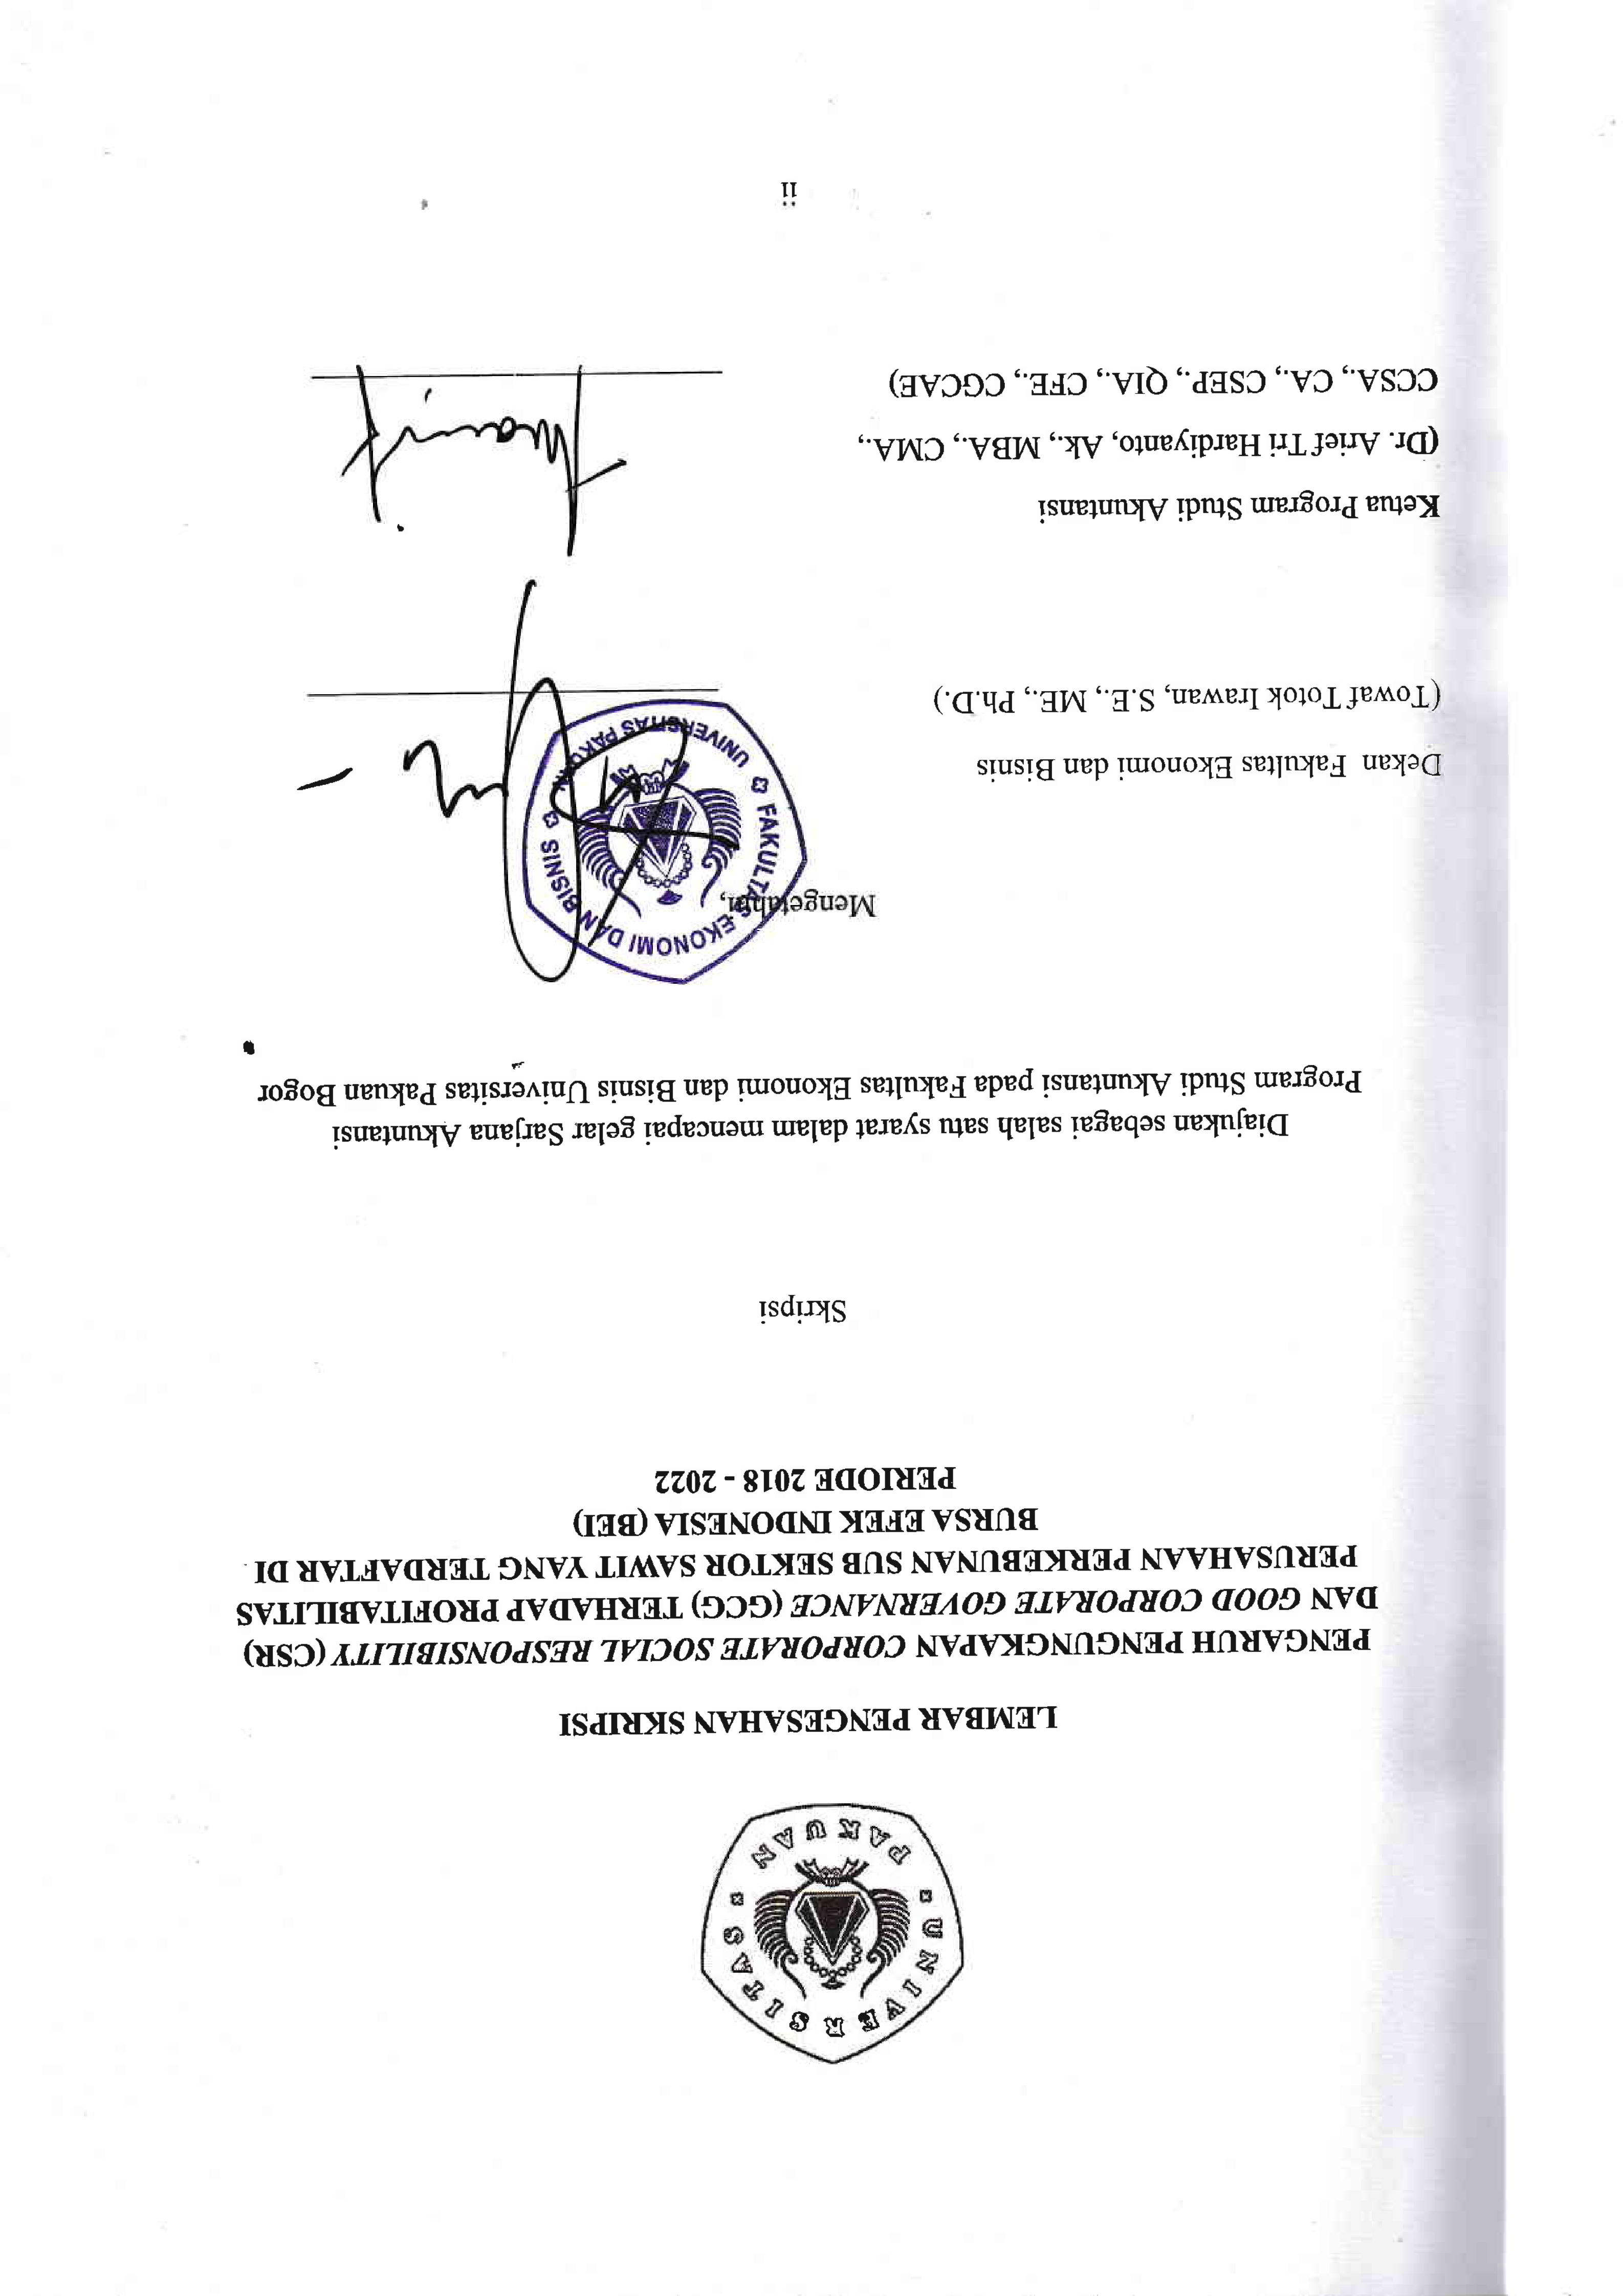 UNIVERSITAS
PAKUAN
LEMBAR PENGESAHAN SKRIPSI
PENGARUH PENGUNGKAPAN CORPORATE SOCIAL RESPONSIBILITY (CSR)
DAN GOOD CORPORATE GOVERNANCE (GCG) TERHADAP PROFITABILITAS
PERUSAHAAN PERKEBUNAN SUB SEKTOR SAWIT YANG TERDAFTAR DI
BURSA EFEK INDONESIA (BEI)
PERIODE 2018 - 2022
Skripsi
Diajukan sebagai salah satu syarat dalam mencapai gelar Sarjana Akuntansi
Program Studi Akuntansi pada Fakultas Ekonomi dan Bisnis Universitas Pakuan Bogor
Mengetahui,
FAKULTAS EKONOMI DAN BISNIS
UNIVERSITAS PAKUAN
Dekan Fakultas Ekonomi dan Bisnis
(Towaf Totok Irawan, S.E., ME., Ph.D.)
Ketua Program Studi Akuntansi
(Dr. Arief Tri Hardiyanto, Ak., MBA., CMA.,
CCSA., CA., CSEP., QIA., CFE., CGCAE)
ii